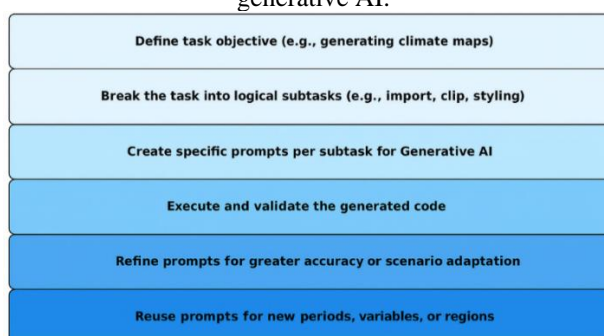 generative AI.
Define task objective (e.g., generating climate maps)
Break the task into logical subtasks (e.g., import, clip, styling)
Create specific prompts per subtask for Generative AI
Execute and validate the generated code
Refine prompts for greater accuracy or scenario adaptation
Reuse prompts for new periods, variables, or regions